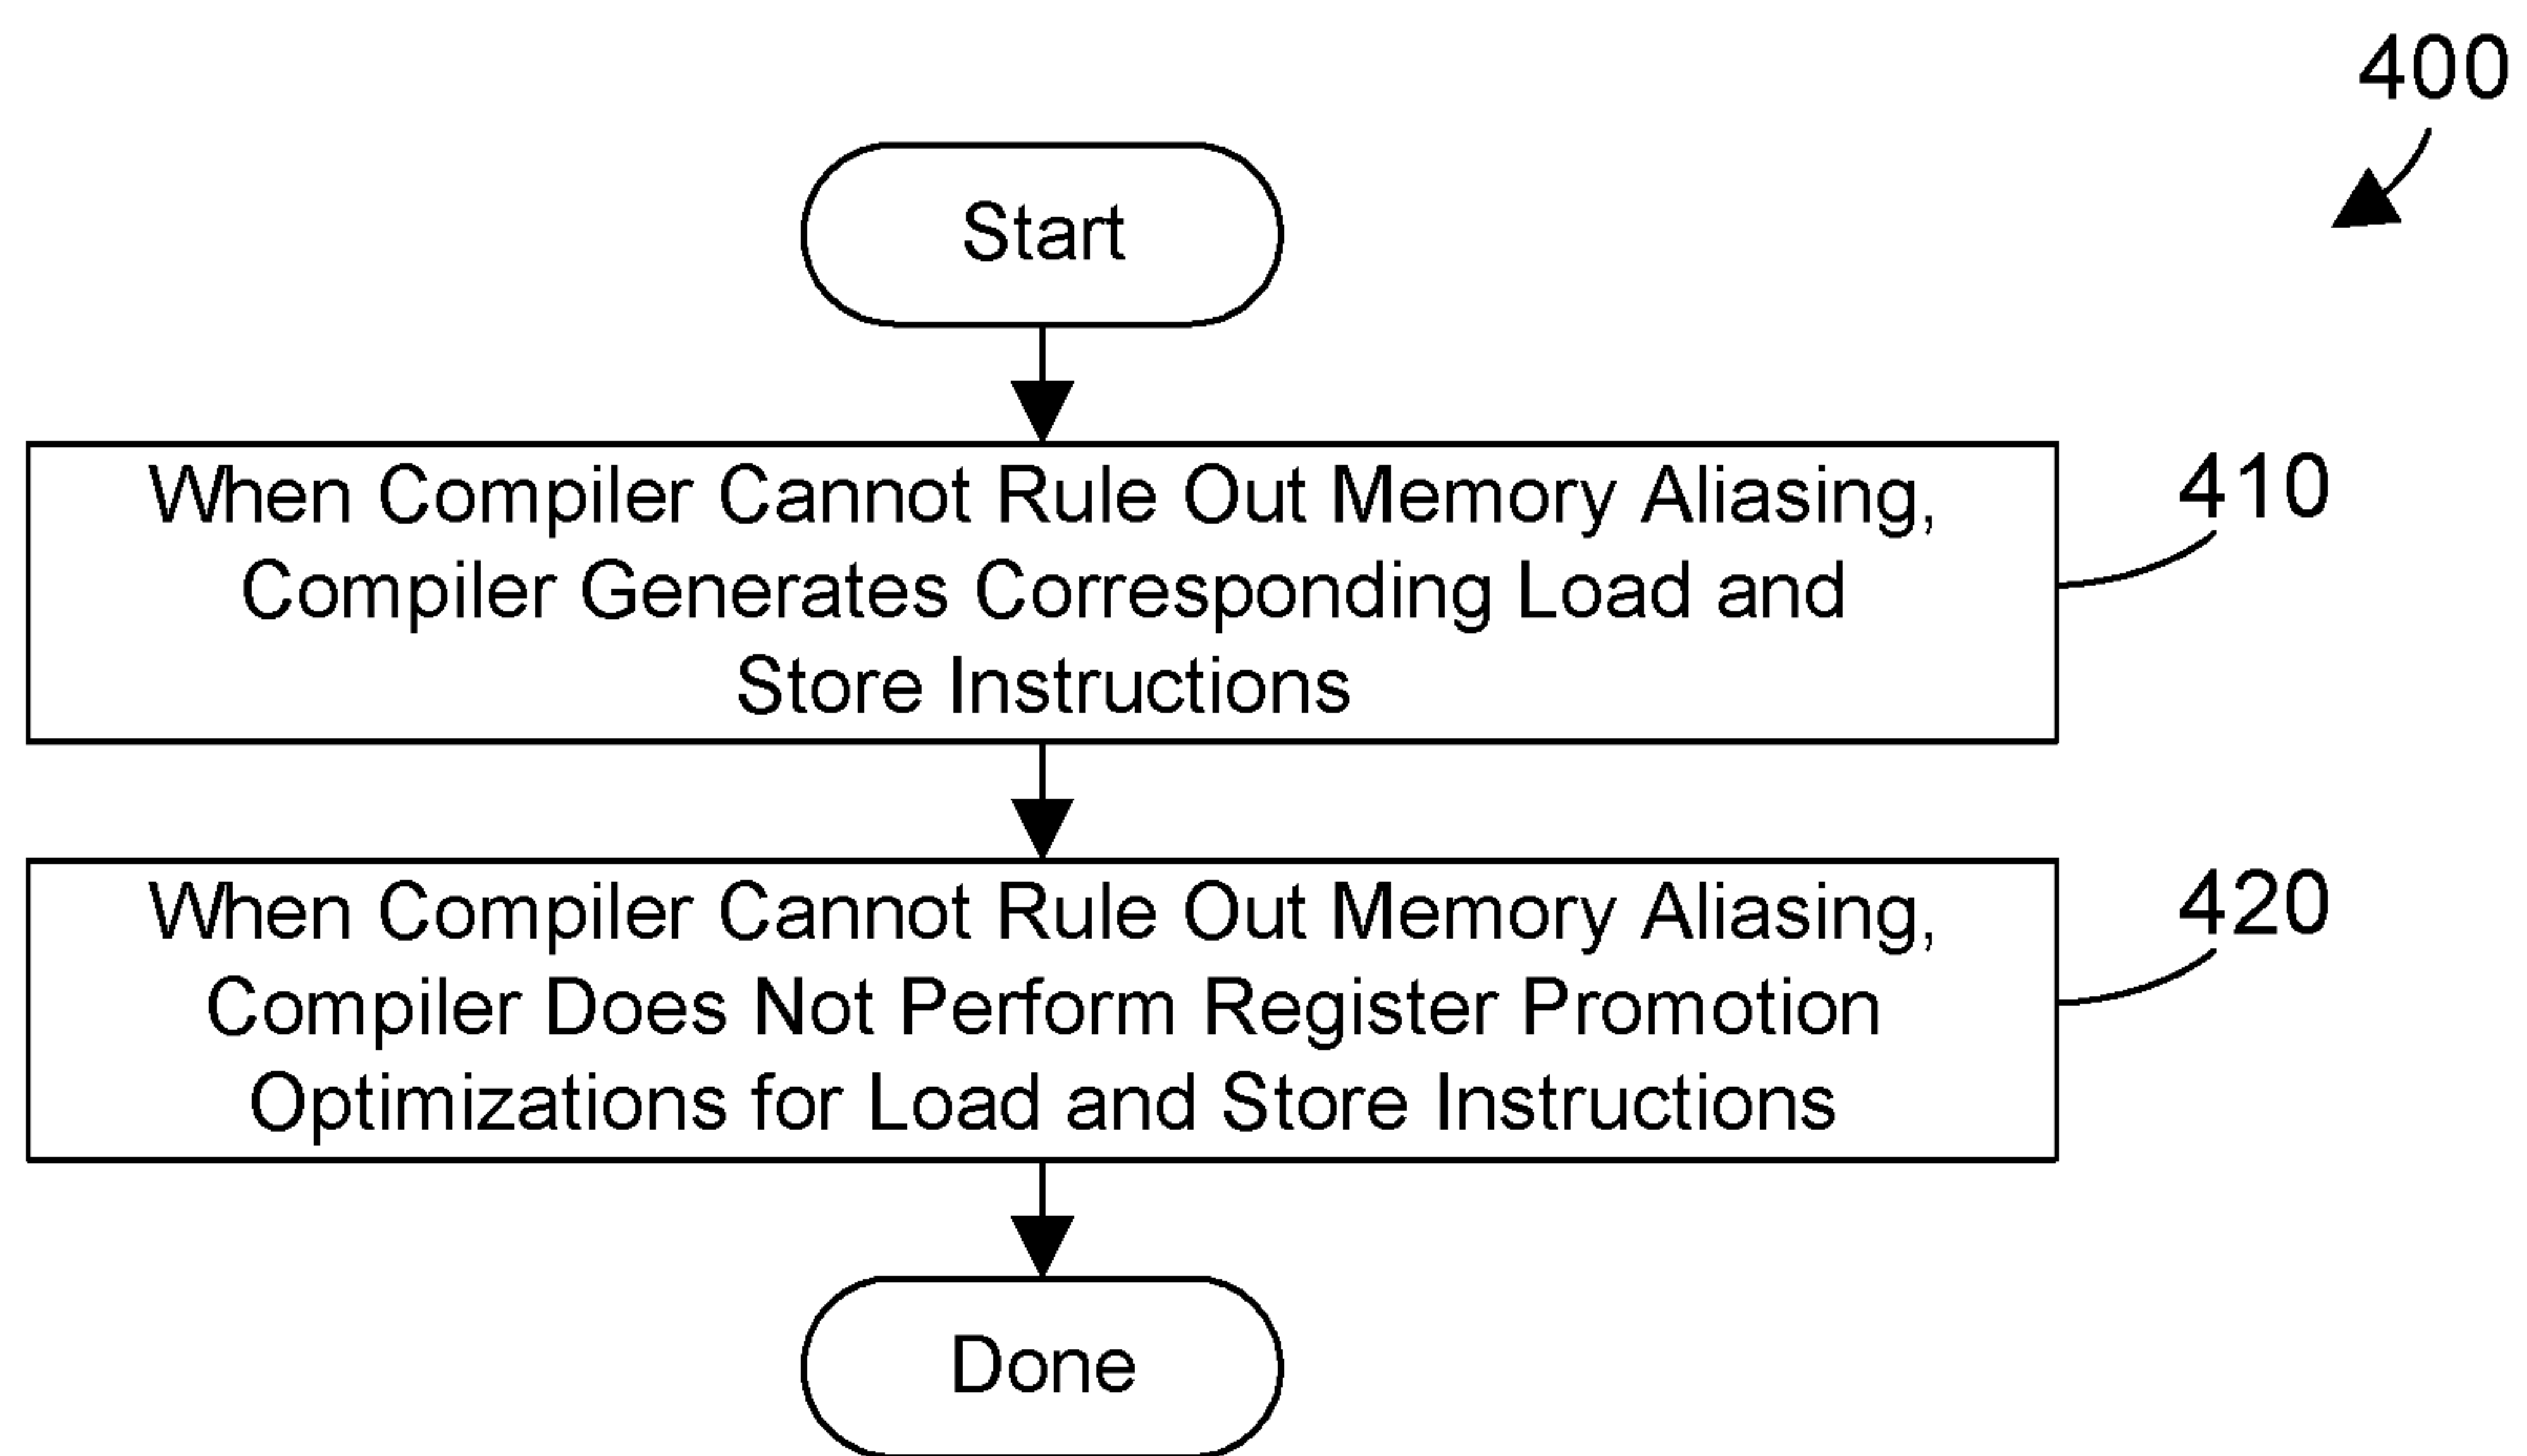 400
Start
When Compiler Cannot Rule Out Memory Aliasing,
Compiler Generates Corresponding Load and
Store Instructions
410
When Compiler Cannot Rule Out Memory Aliasing,
Compiler Does Not Perform Register Promotion
Optimizations for Load and Store Instructions
420
Done